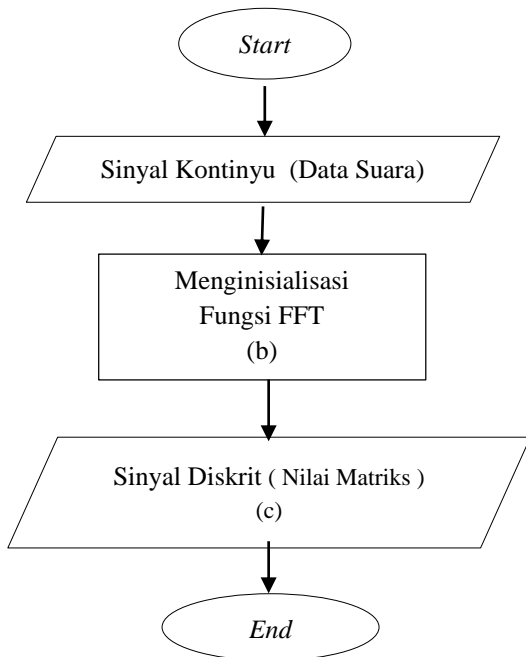 Start
Sinyal Kontinyu (Data Suara)
Menginisialisasi
Fungsi FFT
(b)
Sinyal Diskrit ( Nilai Matriks )
(c)
End